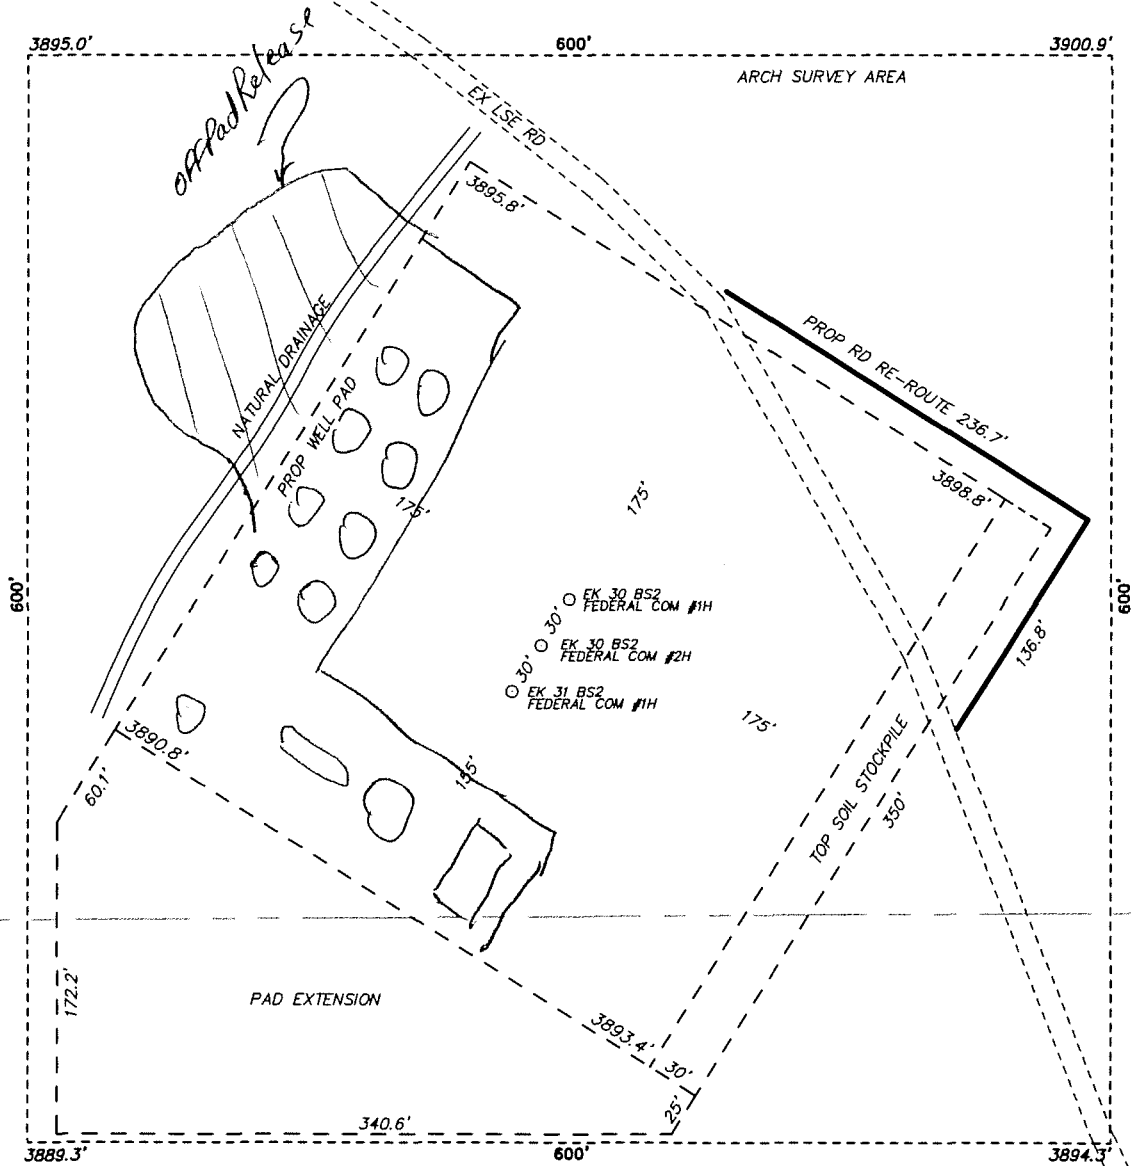 3895.0'
600'
3900.9'
ARCH SURVEY AREA
offPadRelease
EX LSE RD
3895.8'
NATURAL DRAINAGE
PROP WELL PAD
PROP RD RE-ROUTE 236.7'
3898.8'
175'
175'
600'
600'
EK 30 BS2
FEDERAL COM #1H
30'
EK 30 BS2
FEDERAL COM #2H
30'
EK 31 BS2
FEDERAL COM #1H
136.8'
175'
3890.8'
60.1'
155'
TOP SOIL STOCKPILE
350'
172.2'
PAD EXTENSION
3893.4'
30'
25'
340.6'
3889.3'
600'
3894.3'